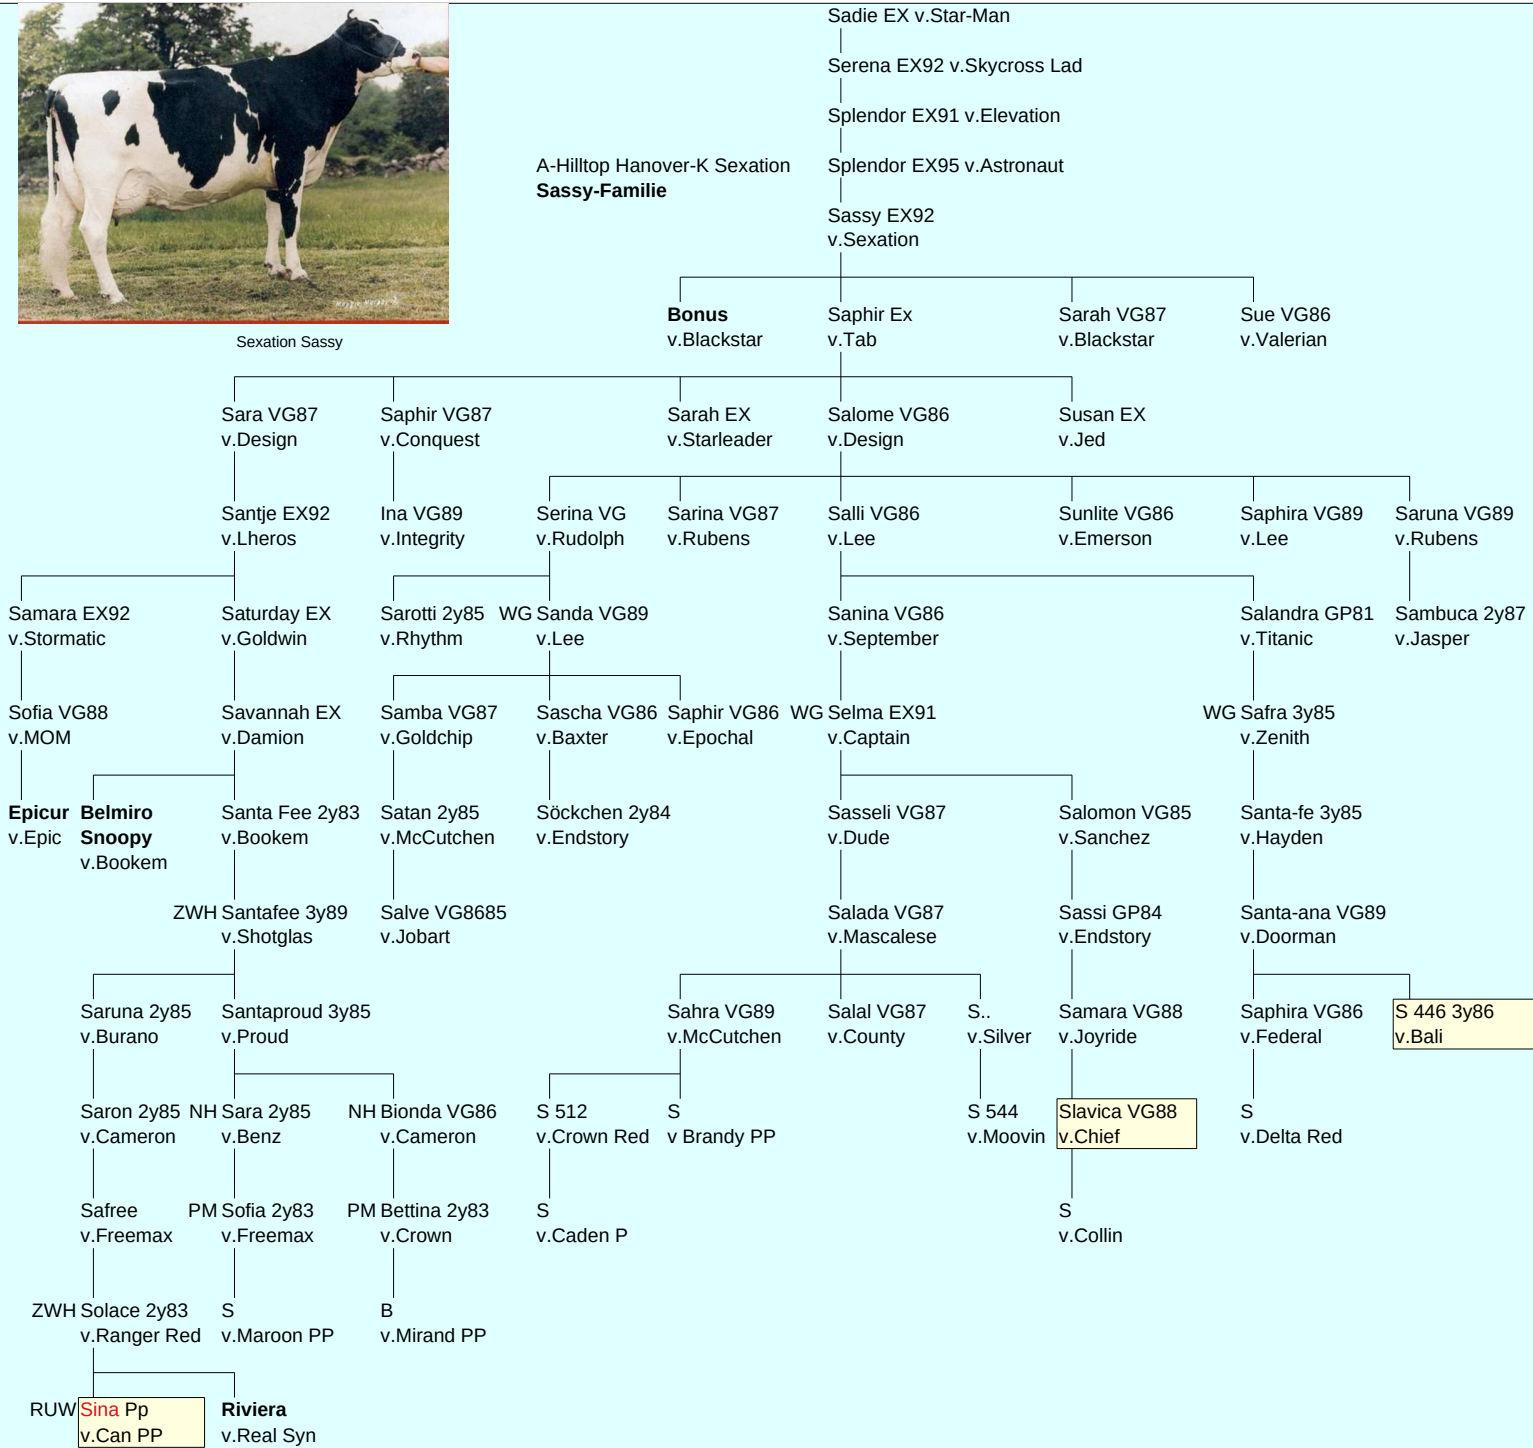 Sadie EX v.Star-Man
Serena EX92 v.Skycross Lad
Splendor EX91 v.Elevation
A-Hilltop Hanover-K Sexation
Sassy-Familie
Splendor EX95 v.Astronaut
Sassy EX92
v.Sexation
Sexation Sassy
Bonus
v.Blackstar
Saphir Ex
v.Tab
Sarah VG87
v.Blackstar
Sue VG86
v.Valerian
Sara VG87
v.Design
Saphir VG87
v.Conquest
Sarah EX
v.Starleader
Salome VG86
v.Design
Susan EX
v.Jed
Santje EX92
v.Lheros
Ina VG89
v.Integrity
Serina VG
v.Rudolph
Sarina VG87
v.Rubens
Salli VG86
v.Lee
Sunlite VG86
v.Emerson
Saphira VG89
v.Lee
Saruna VG89
v.Rubens
Samara EX92
v.Stormatic
Saturday EX
v.Goldwin
Sarotti 2y85
v.Rhythm
WG Sanda VG89
v.Lee
Sanina VG86
v.September
Salandra GP81
v.Titanic
Sambuca 2y87
v.Jasper
Sofia VG88
v.MOM
Savannah EX
v.Damion
Samba VG87
v.Goldchip
Sascha VG86
v.Baxter
Saphir VG86
v.Epochal
WG Selma EX91
v.Captain
WG Safra 3y85
v.Zenith
Epicur
v.Epic
Belmiro
Snoopy
v.Bookem
Santa Fee 2y83
v.Bookem
Satan 2y85
v.McCutchen
Söckchen 2y84
v.Endstory
Sasseli VG87
v.Dude
Salomon VG85
v.Sanchez
Santa-fe 3y85
v.Hayden
ZWH Santafee 3y89
v.Shotglas
Salve VG8685
v.Jobart
Salada VG87
v.Mascalese
Sassi GP84
v.Endstory
Santa-ana VG89
v.Doorman
Saruna 2y85
v.Burano
Santaproud 3y85
v.Proud
Sahra VG89
v.McCutchen
Salal VG87
v.County
S..
v.Silver
Samara VG88
v.Joyride
Saphira VG86
v.Federal
S 446 3y86
v.Bali
Saron 2y85
v.Cameron
NH Sara 2y85
v.Benz
NH Bionda VG86
v.Cameron
S 512
v.Crown Red
S
v Brandy PP
S 544
v.Moovin
Slavica VG88
v.Chief
S
v.Delta Red
Safree
v.Freemax
PM Sofia 2y83
v.Freemax
PM Bettina 2y83
v.Crown
S
v.Caden P
S
v.Collin
ZWH Solace 2y83
v.Ranger Red
S
v.Maroon PP
B
v.Mirand PP
RUW Sina Pp
v.Can PP
Riviera
v.Real Syn